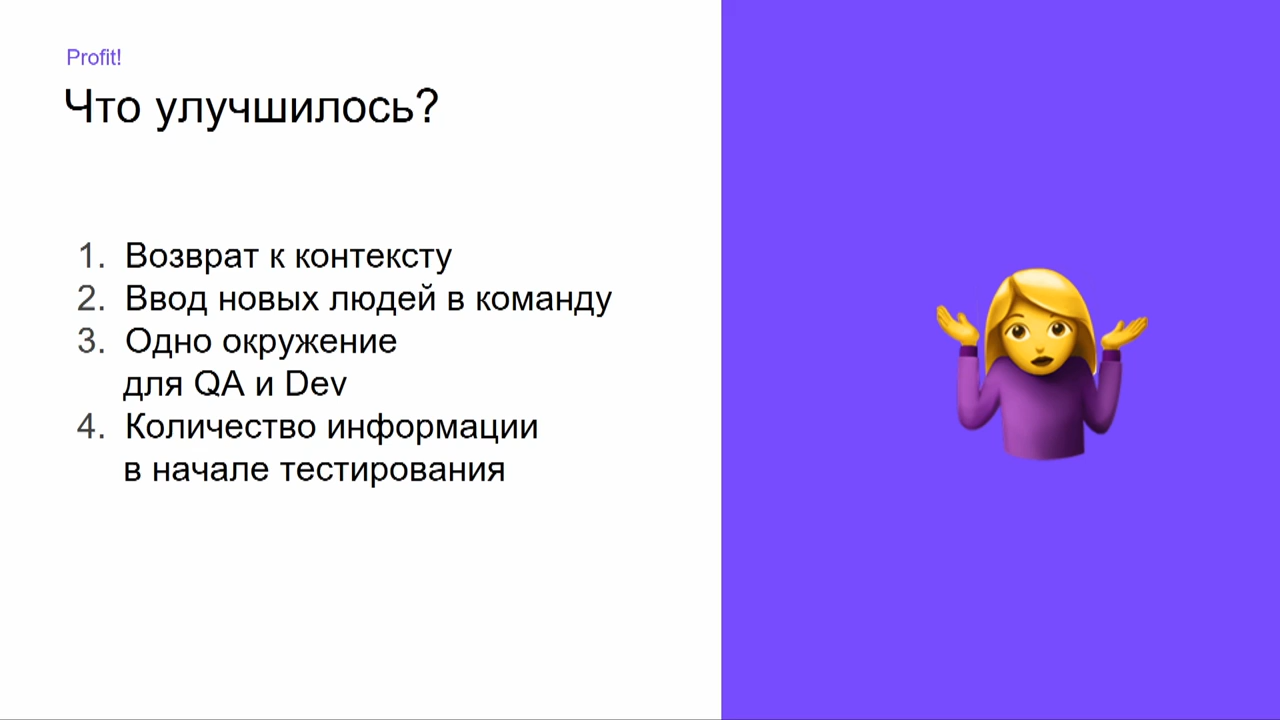 Profit!
Что улучшилось?
1. Возврат к контексту
2. Ввод новых людей в команду
3. Одно окружение
для QA и Dev
4. Количество информации
в начале тестирования